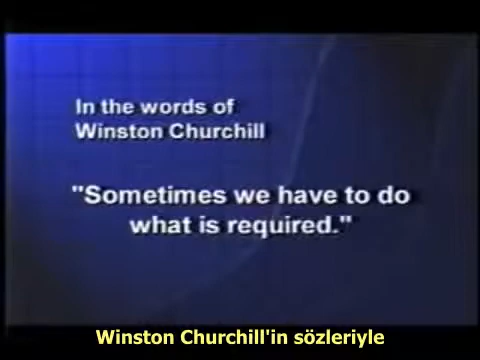 In the words of
Winston Churchill
"Sometimes we have to do
what is required."
Winston Churchill'in sözleriyle